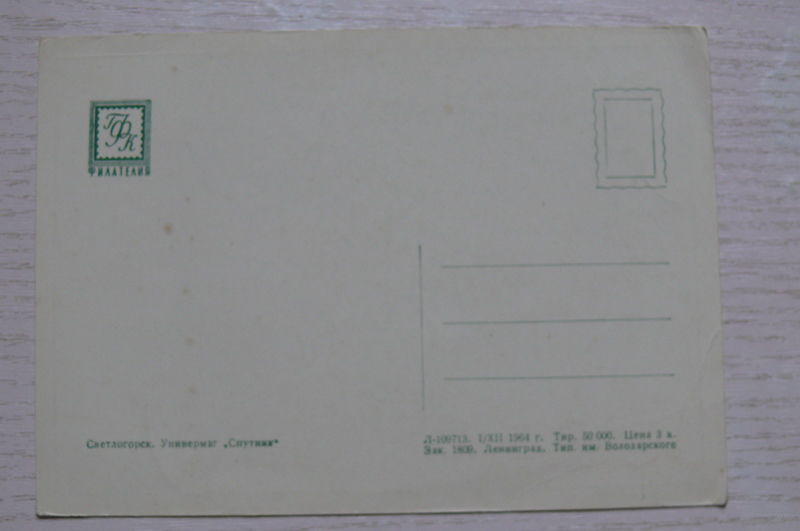 ГФК
ФИЛАТЕЛИЯ
Светлогорск. Универмаг „Спутник“
Л-109713. 1/XII 1964 г. Тир. 50 000. Цена 3 к.
Зак. 1809. Ленинград. Тип. им. Володарского